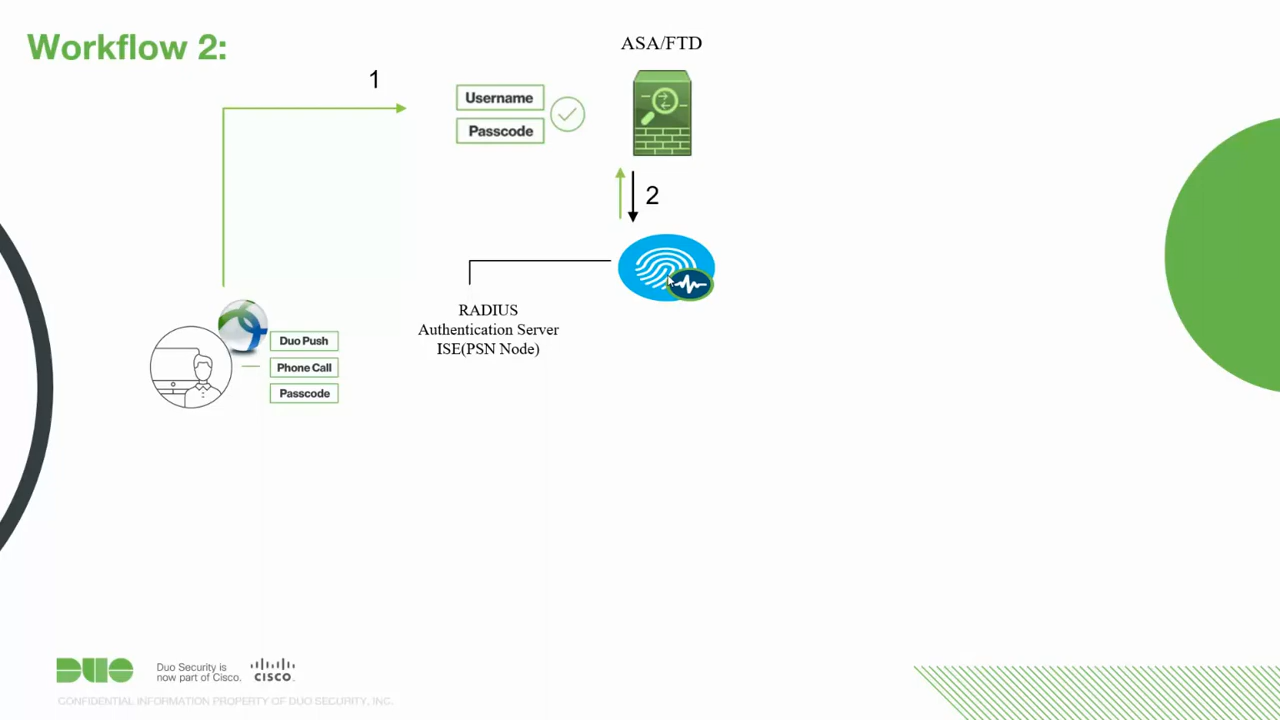 Workflow 2:
ASA/FTD
1
Username
Passcode
2
RADIUS
Authentication Server
ISE(PSN Node)
Duo Push
Phone Call
Passcode
DUO
Duo Security is
now part of Cisco.
CISCO
CONFIDENTIAL INFORMATION PROPERTY OF DUO SECURITY, INC.